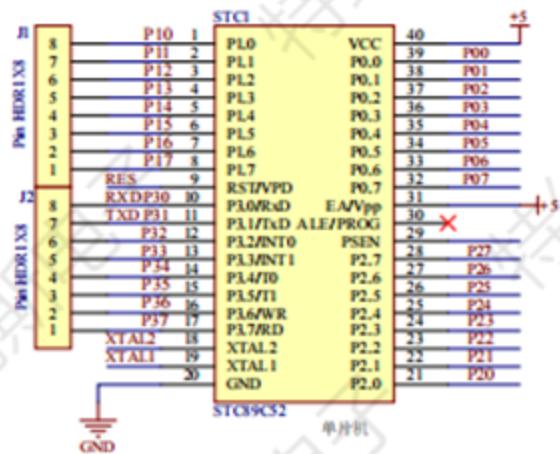 STC1
+5
J1
Pin HDR1X8
8 P10 1 P1.0 VCC 40
7 P11 2 P1.1 P0.0 39 P00
6 P12 3 P1.2 P0.1 38 P01
5 P13 4 P1.3 P0.2 37 P02
4 P14 5 P1.4 P0.3 36 P03
3 P15 6 P1.5 P0.4 35 P04
2 P16 7 P1.6 P0.5 34 P05
1 P17 8 P1.7 P0.6 33 P06
RES 9 RST/VPD P0.7 32 P07
J2
Pin HDR1X8
8 RXDP30 10 P3.0/RxD EA/Vpp 31 +5
7 TXDP31 11 P3.1/TxD ALE/PROG 30
6 P32 12 P3.2/INT0 PSEN 29
5 P33 13 P3.3/INT1 P2.7 28 P27
4 P34 14 P3.4/T0 P2.6 27 P26
3 P35 15 P3.5/T1 P2.5 26 P25
2 P36 16 P3.6/WR P2.4 25 P24
1 P37 17 P3.7/RD P2.3 24 P23
XTAL2 18 XTAL2 P2.2 23 P22
XTAL1 19 XTAL1 P2.1 22 P21
20 GND P2.0 21 P20
STC89C52
单片机
GND